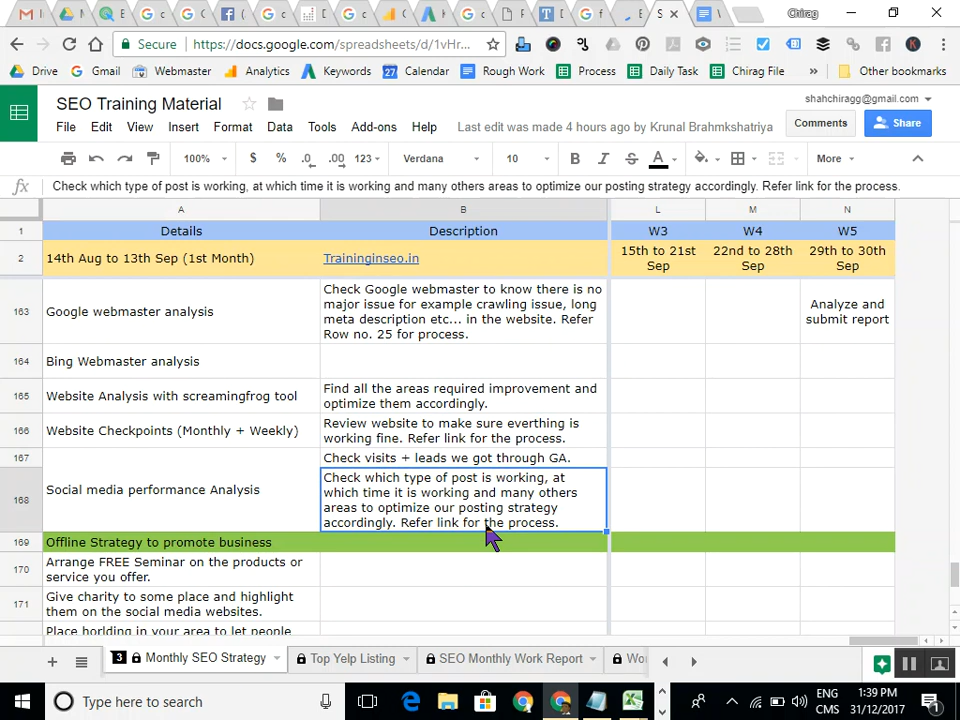 Chirag
Secure https://docs.google.com/spreadsheets/d/1vHr...
Drive Gmail Webmaster Analytics Keywords 27 Calendar Rough Work Process Daily Task Chirag File » Other bookmarks
SEO Training Material
shahchiragg@gmail.com
File Edit View Insert Format Data Tools Add-ons Help Last edit was made 4 hours ago by Krunal Brahmkshatriya
Comments Share
100% $ % .0 .00 123 Verdana 10 B I S A More
fx Check which type of post is working, at which time it is working and many others areas to optimize our posting strategy accordingly. Refer link for the process.
A B L M N
1 Details Description W3 W4 W5
2 14th Aug to 13th Sep (1st Month) Traininginseo.in 15th to 21st Sep 22nd to 28th Sep 29th to 30th Sep
163 Google webmaster analysis
Check Google webmaster to know there is no
major issue for example crawling issue, long
meta description etc... in the website. Refer
Row no. 25 for process.
Analyze and
submit report
164 Bing Webmaster analysis
165 Website Analysis with screamingfrog tool
Find all the areas required improvement and
optimize them accordingly.
166 Website Checkpoints (Monthly + Weekly)
Review website to make sure everthing is
working fine. Refer link for the process.
167 Check visits + leads we got through GA.
168 Social media performance Analysis
Check which type of post is working, at
which time it is working and many others
areas to optimize our posting strategy
accordingly. Refer link for the process.
169 Offline Strategy to promote business
170 Arrange FREE Seminar on the products or
service you offer.
171 Give charity to some place and highlight
them on the social media websites.
Place horlding in your area to let people
3 Monthly SEO Strategy Top Yelp Listing SEO Monthly Work Report
Type here to search
ENG
CMS
1:39 PM
31/12/2017
1